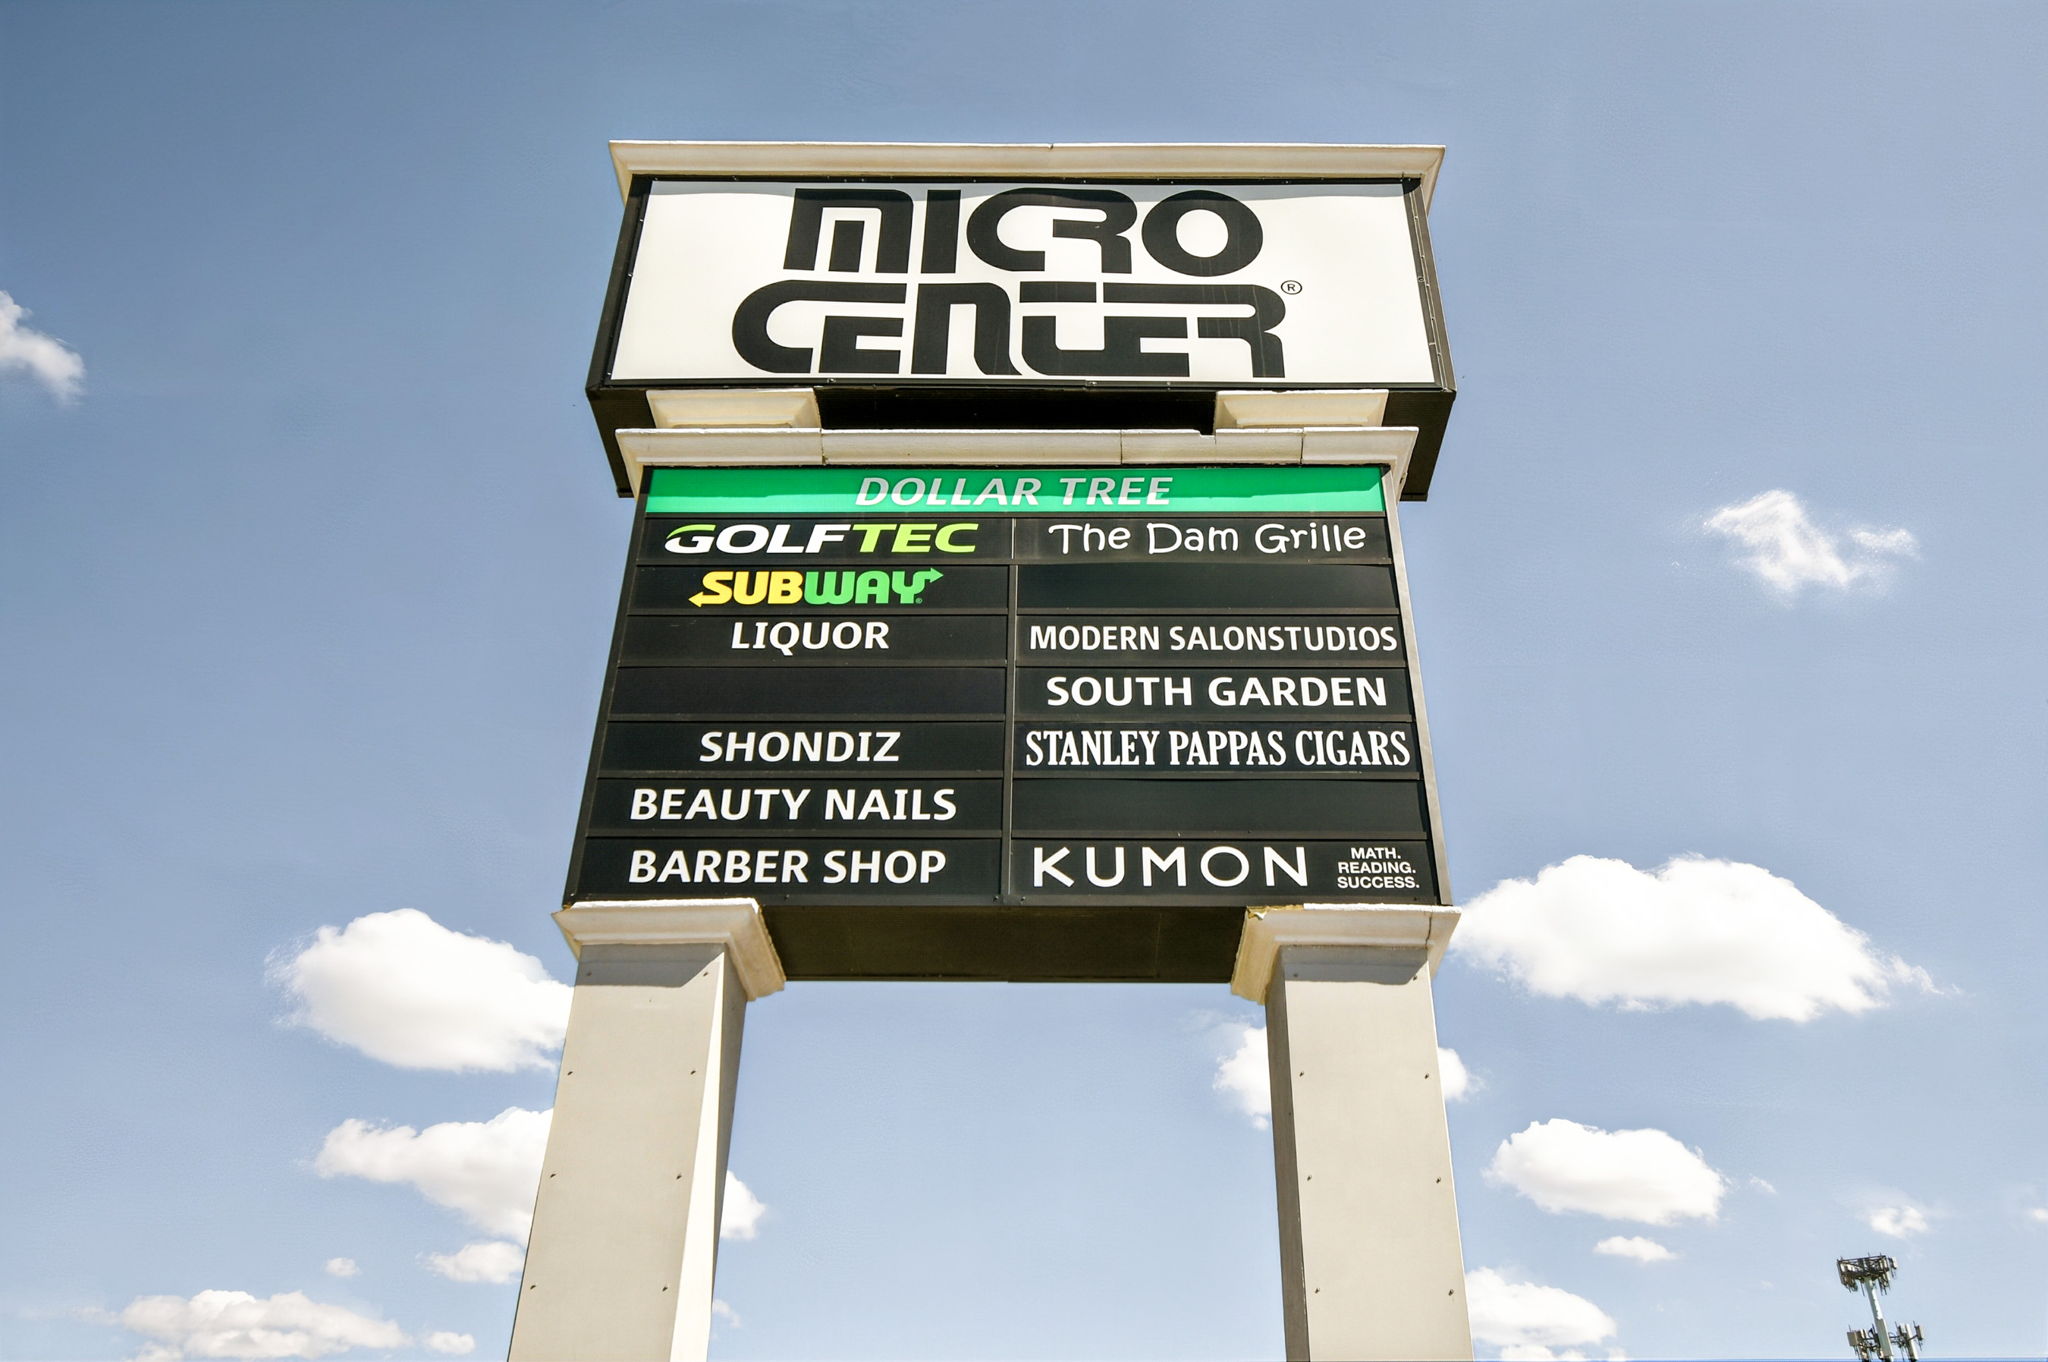 MICRO
CENTER®
DOLLAR TREE
GOLFTEC
The Dam Grille
SUBWAY®
LIQUOR
MODERN SALONSTUDIOS
SOUTH GARDEN
SHONDIZ
STANLEY PAPPAS CIGARS
BEAUTY NAILS
BARBER SHOP
KUMON
MATH.
READING.
SUCCESS.